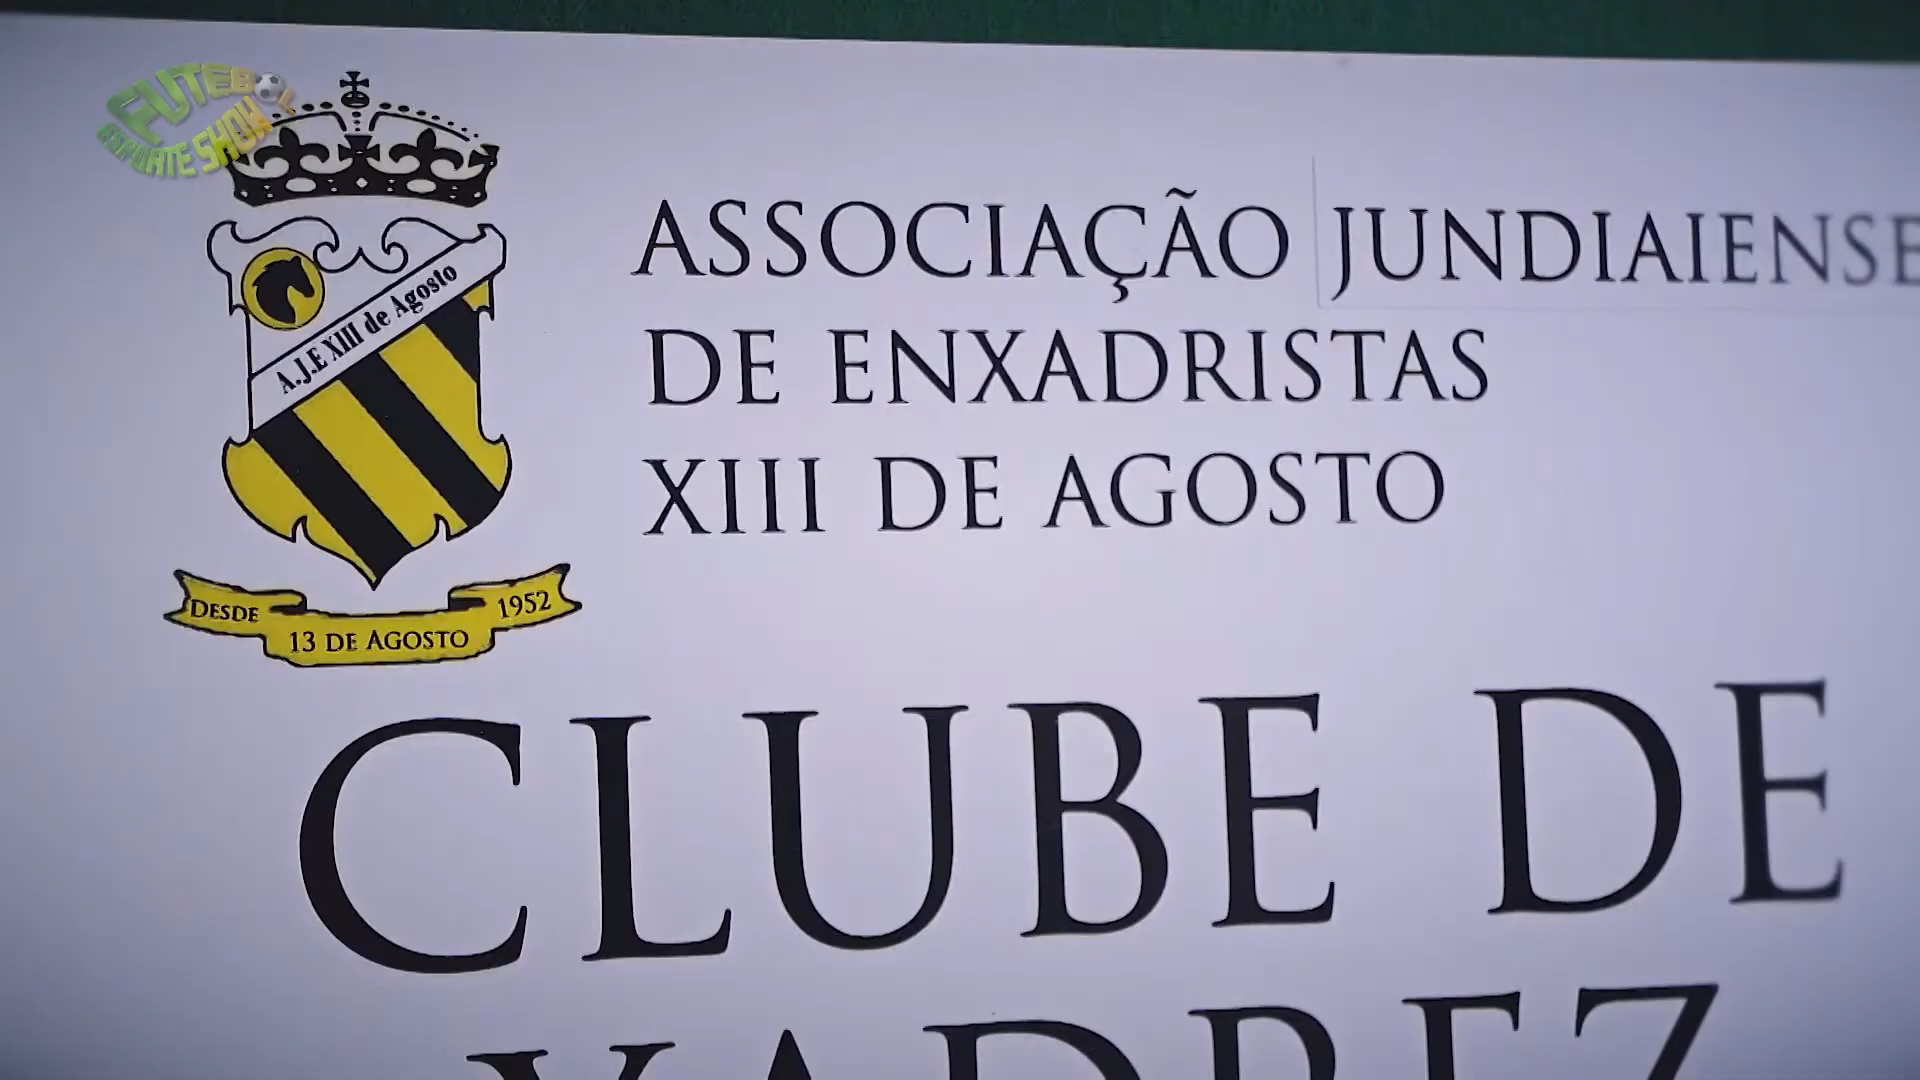 FUTEBOL
ESPORTE SHOW
A.J.E XIII de Agosto
DESDE 13 DE AGOSTO 1952
ASSOCIAÇÃO JUNDIAIENSE
DE ENXADRISTAS
XIII DE AGOSTO
CLUBE DE
XADREZ